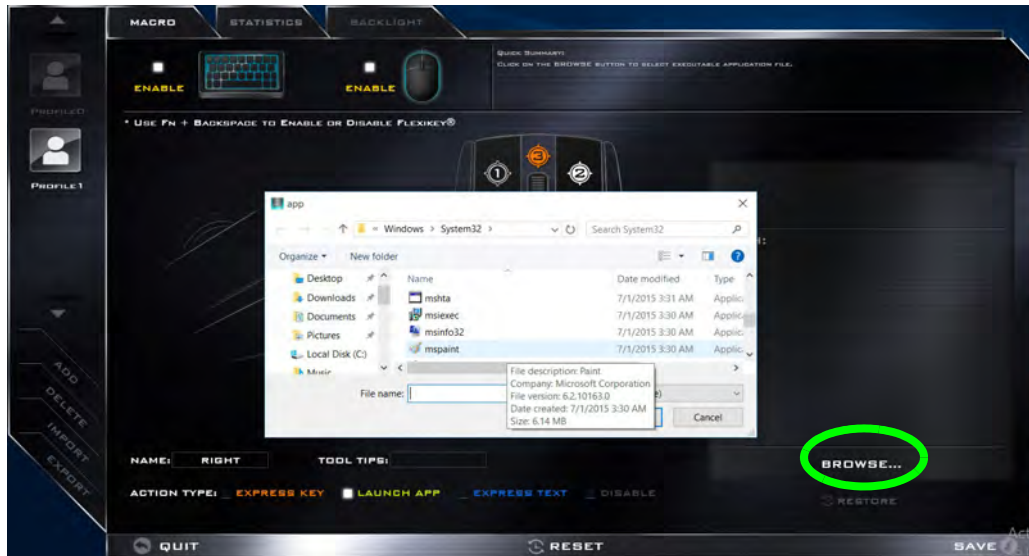 MACRO STATISTICS BACKLIGHT
QUICK SUMMARY:
CLICK ON THE BROWSE BUTTON TO SELECT EXECUTABLE APPLICATION FILE.
ENABLE ENABLE
PROFILE0
* USE FN + BACKSPACE TO ENABLE OR DISABLE FLEXIKEY®
1 3 2
PROFILE1
app
« Windows > System32 > Search System32
Organize New folder
Desktop Name Date modified Type
Downloads mshta 7/1/2015 3:31 AM Applic
Documents msiexec 7/1/2015 3:30 AM Applic
Pictures msinfo32 7/1/2015 3:30 AM Applic
Local Disk (C:) mspaint 7/1/2015 3:30 AM Applic
Music
File description: Paint
Company: Microsoft Corporation
File name: File version: 6.2.10163.0
Date created: 7/1/2015 3:30 AM
Size: 6.14 MB
Cancel
ADD
DELETE
IMPORT
EXPORT
NAME: RIGHT TOOL TIPS: BROWSE...
ACTION TYPE: EXPRESS KEY LAUNCH APP EXPRESS TEXT DISABLE
RESTORE
QUIT RESET SAVE